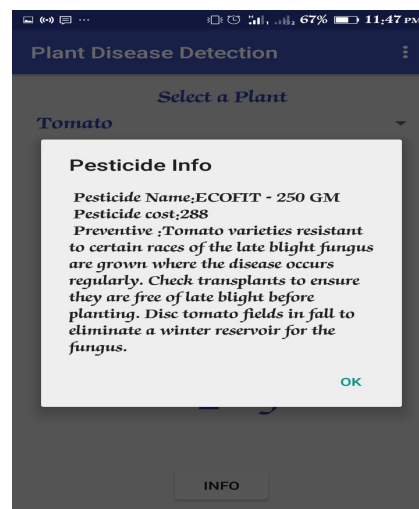 67% 11:47 PM
Plant Disease Detection
Select a Plant
Tomato
Pesticide Info
Pesticide Name:ECOFIT - 250 GM
Pesticide cost:288
Preventive :Tomato varieties resistant
to certain races of the late blight fungus
are grown where the disease occurs
regularly. Check transplants to ensure
they are free of late blight before
planting. Disc tomato fields in fall to
eliminate a winter reservoir for the
fungus.
OK
INFO